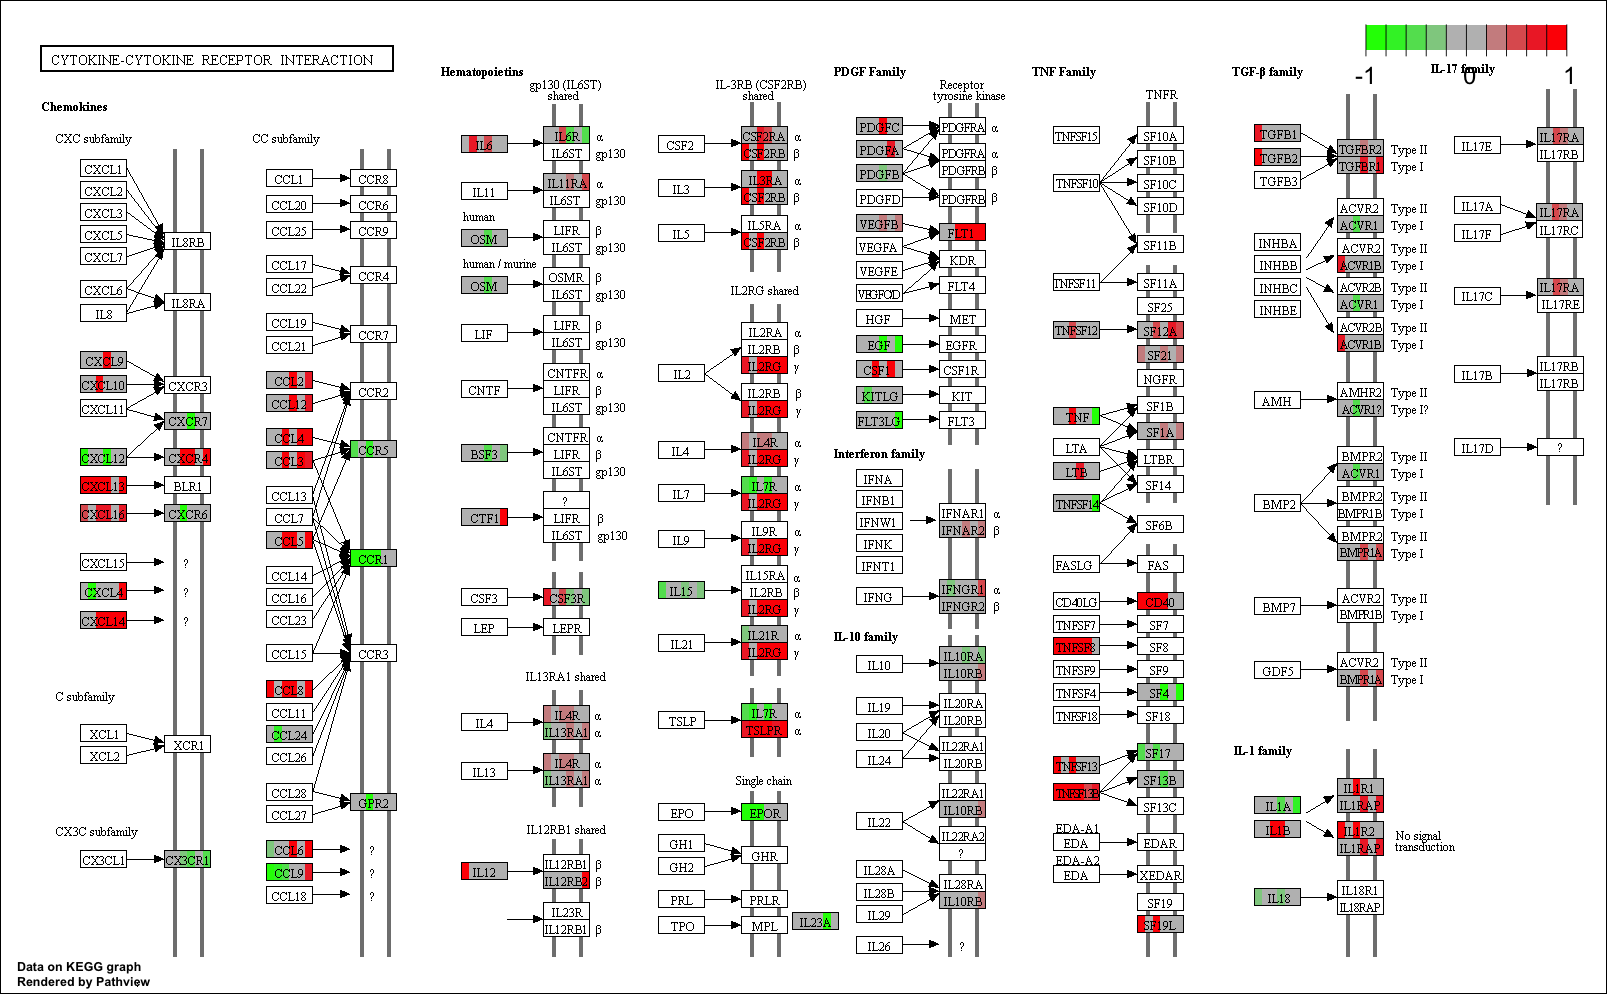 CYTOKINE-CYTOKINE RECEPTOR INTERACTION
-1
0
1
Chemokines
CXC subfamily
CXCL1
CXCL2
CXCL3
CXCL5
CXCL7
IL8RB
CXCL6
IL8
IL8RA
CXCL9
CXCL10
CXCL11
CXCR3
CXCR7
CXCL12
CXCR4
CXCL13
BLR1
CXCL16
CXCR6
CXCL15
?
CXCL4
?
CXCL14
?
C subfamily
XCL1
XCL2
XCR1
CX3C subfamily
CX3CL1
CX3CR1
CC subfamily
CCL1
CCR8
CCL20
CCR6
CCL25
CCR9
CCL17
CCL22
CCR4
CCL19
CCL21
CCR7
CCL2
CCL12
CCR2
CCL4
CCL3
CCR5
CCL13
CCL7
CCL5
CCR1
CCL14
CCL16
CCL23
CCL15
CCR3
CCL8
CCL11
CCL24
CCL26
CCL28
CCL27
GPR2
CCL6
?
CCL9
?
CCL18
?
Hematopoietins
gp130 (IL6ST)
shared
IL6
IL6R α
IL6ST gp130
IL11
IL11RA α
IL6ST gp130
human
OSM
LIFR β
IL6ST gp130
human / murine
OSM
OSMR β
IL6ST gp130
LIF
LIFR β
IL6ST gp130
CNTF
CNTFR α
LIFR β
IL6ST gp130
BSF3
CNTFR α
LIFR β
IL6ST gp130
CTF1
?
LIFR β
IL6ST gp130
CSF3
CSF3R
LEP
LEPR
IL13RA1 shared
IL4
IL4R α
IL13RA1 α
IL13
IL4R α
IL13RA1 α
IL12RB1 shared
IL12
IL12RB1 β
IL12RB2 β
IL23R
IL12RB1 β
IL-3RB (CSF2RB)
shared
CSF2
CSF2RA α
CSF2RB β
IL3
IL3RA α
CSF2RB β
IL5
IL5RA α
CSF2RB β
IL2RG shared
IL2
IL2RA α
IL2RB β
IL2RG γ
IL2RB β
IL2RG γ
IL4
IL4R α
IL2RG γ
IL7
IL7R α
IL2RG γ
IL9
IL9R α
IL2RG γ
IL15
IL15RA α
IL2RB β
IL2RG γ
IL21
IL21R α
IL2RG γ
TSLP
IL7R α
TSLPR
Single chain
EPO
EPOR
GH1
GH2
GHR
PRL
PRLR
TPO
MPL
IL23A
PDGF Family
Receptor
tyrosine kinase
PDGFC
PDGFA
PDGFB
PDGFD
PDGFRA α
PDGFRA α
PDGFRB β
PDGFRB β
VEGFB
VEGFA
VEGFE
VEGFC/D
FLT1
KDR
FLT4
HGF
MET
EGF
EGFR
CSF1
CSF1R
KITLG
KIT
FLT3LG
FLT3
Interferon family
IFNA
IFNB1
IFNW1
IFNK
IFNT1
IFNAR1 α
IFNAR2 β
IFNG
IFNGR1 α
IFNGR2 β
IL-10 family
IL10
IL10RA
IL10RB
IL19
IL20
IL24
IL20RA
IL20RB
IL22RA1
IL20RB
IL22
IL22RA1
IL10RB
IL22RA2
?
IL28A
IL28B
IL29
IL28RA
IL10RB
IL26
?
TNF Family
TNFR
TNFSF15
TNFSF10
SF10A
SF10B
SF10C
SF10D
SF11B
TNFSF11
SF11A
SF25
TNFSF12
SF12A
SF21
NGFR
TNF
SF1B
SF1A
LTA
LTB
LTBR
TNFSF14
SF14
SF6B
FASLG
FAS
CD40LG
CD40
TNFSF7
SF7
TNFSF8
SF8
TNFSF9
SF9
TNFSF4
SF4
TNFSF18
SF18
TNFSF13
SF17
SF13B
TNFSF13B
SF13C
EDA-A1
EDA
EDAR
EDA-A2
EDA
XEDAR
SF19
SF19L
TGF-β family
TGFB1
TGFB2
TGFB3
TGFBR2 Type II
TGFBR1 Type I
INHBA
INHBB
INHBC
INHBE
ACVR2 Type II
ACVR1 Type I
ACVR2 Type II
ACVR1B Type I
ACVR2B Type II
ACVR1 Type I
ACVR2B Type II
ACVR1B Type I
AMH
AMHR2 Type II
ACVR1? Type I?
BMP2
BMPR2 Type II
ACVR1 Type I
BMPR2 Type II
BMPR1B Type I
BMPR2 Type II
BMPR1A Type I
BMP7
ACVR2 Type II
BMPR1B Type I
GDF5
ACVR2 Type II
BMPR1A Type I
IL-1 family
IL1A
IL1B
IL1R1
IL1RAP
IL1R2
IL1RAP
No signal
transduction
IL18
IL18R1
IL18RAP
IL-17 family
IL17E
IL17RA
IL17RB
IL17A
IL17F
IL17RA
IL17RC
IL17C
IL17RA
IL17RE
IL17B
IL17RB
IL17RB
IL17D
?
Data on KEGG graph
Rendered by Pathview